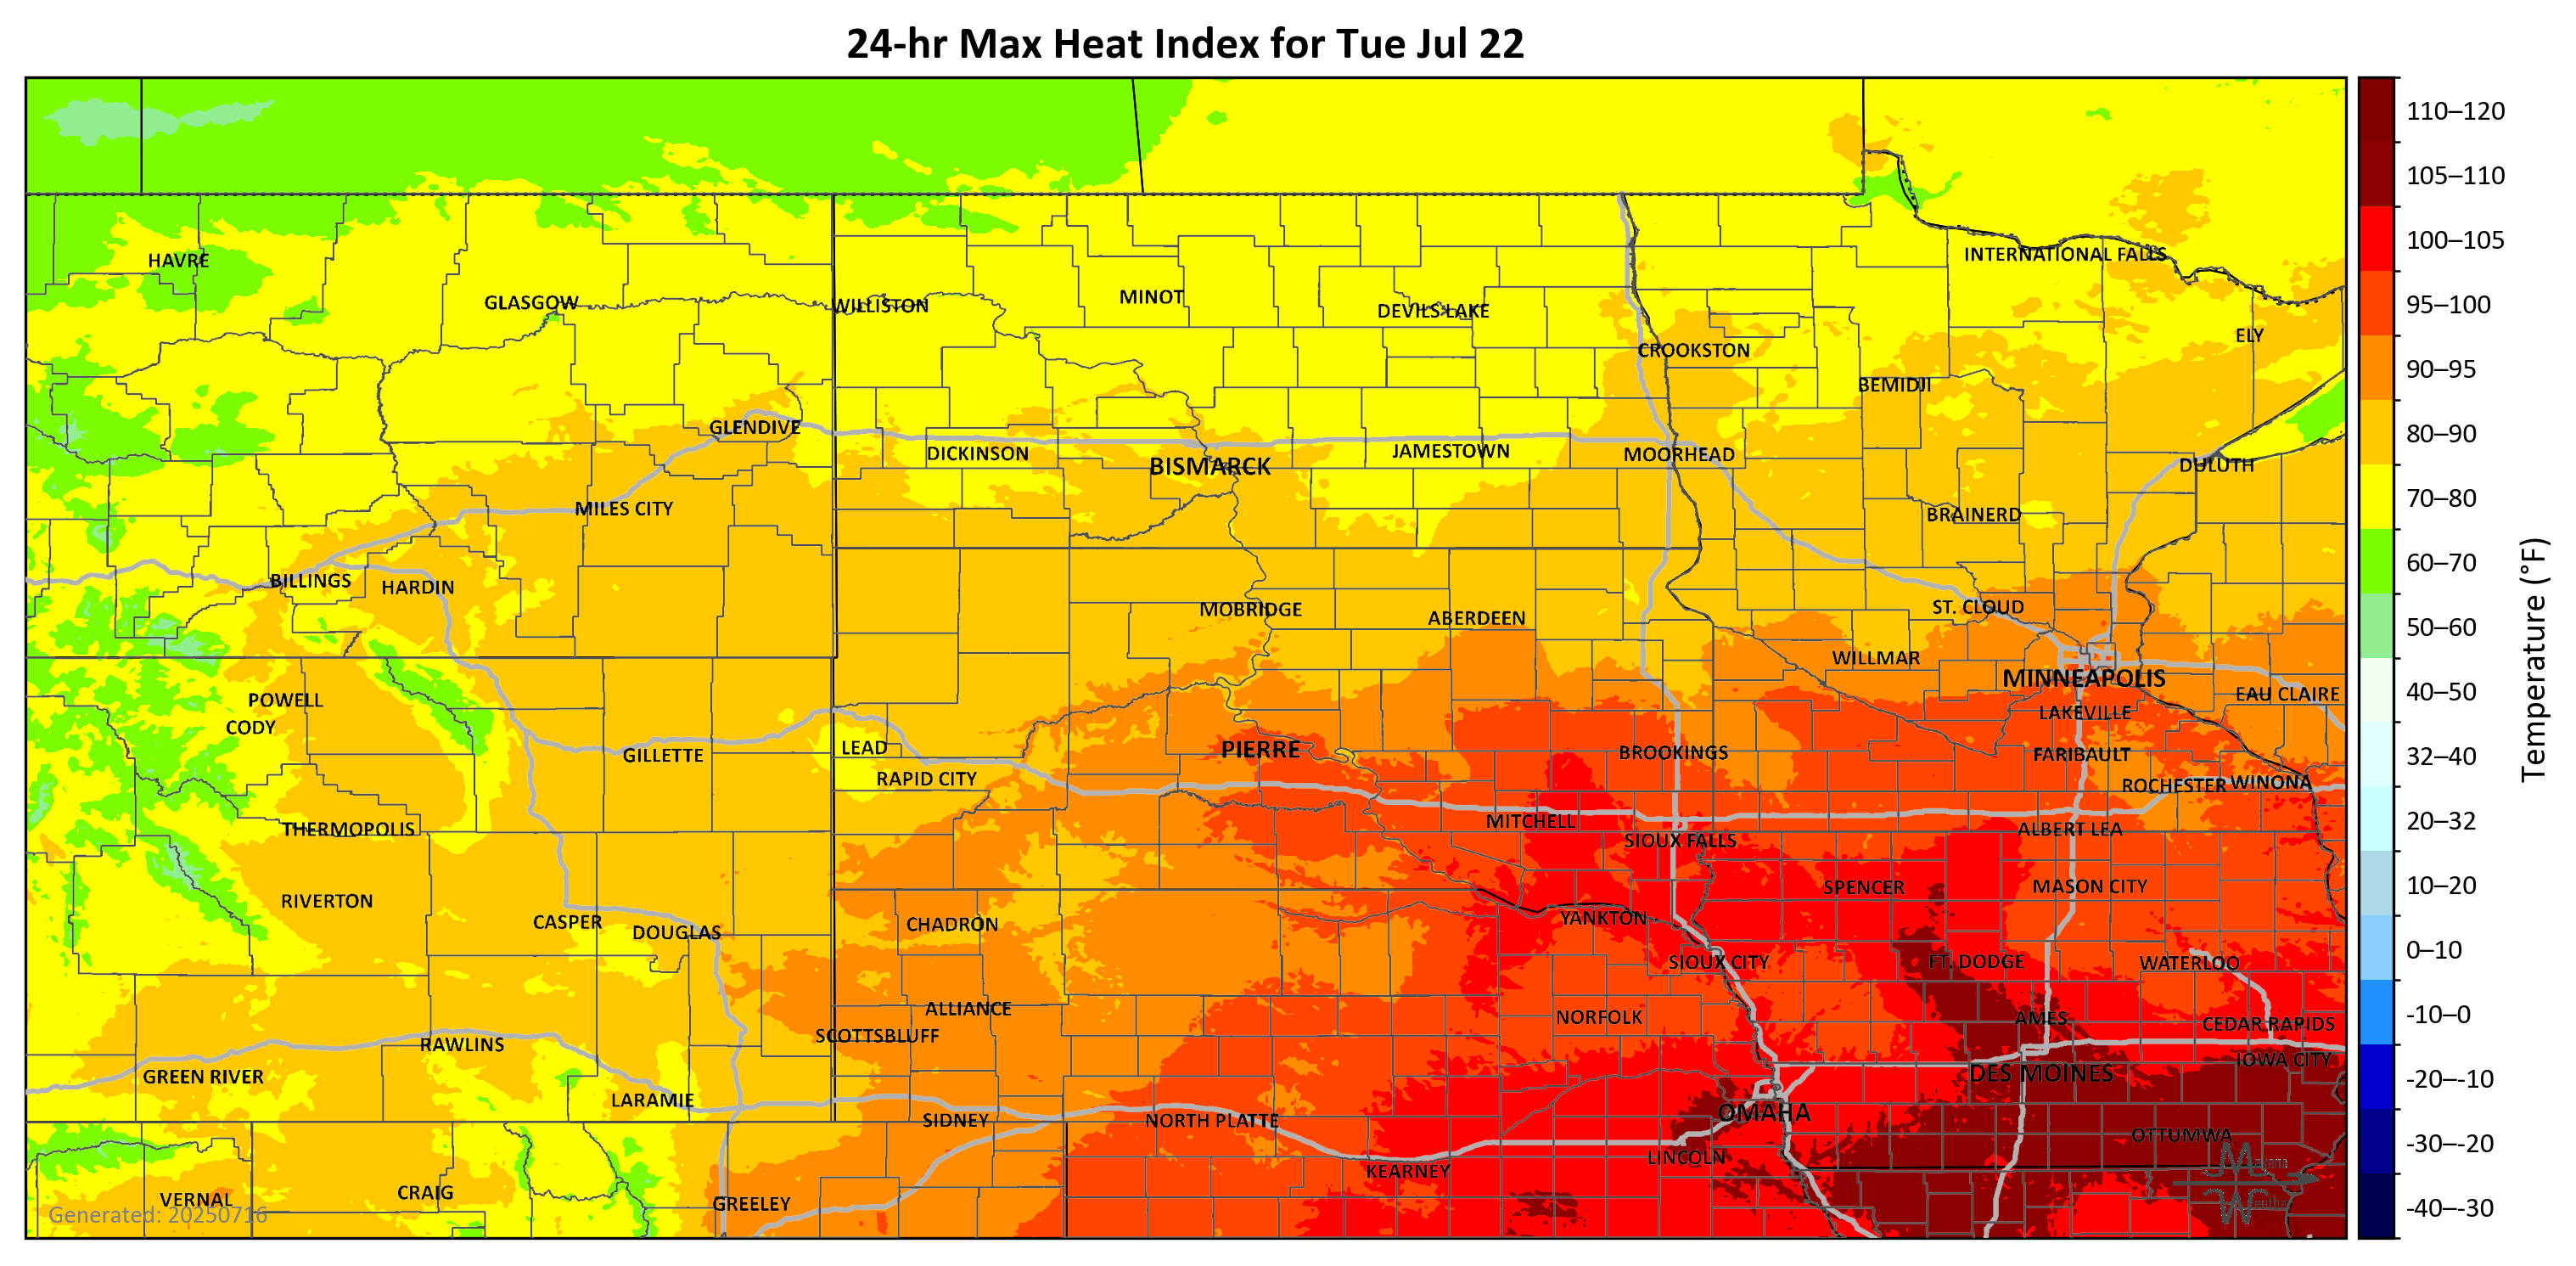 24-hr Max Heat Index for Tue Jul 22
HAVRE
GLASGOW
WILLISTON
MINOT
DEVILS LAKE
INTERNATIONAL FALLS
ELY
CROOKSTON
BEMIDJI
GLENDIVE
DICKINSON
BISMARCK
JAMESTOWN
MOORHEAD
DULUTH
MILES CITY
BRAINERD
BILLINGS
HARDIN
MOBRIDGE
ABERDEEN
ST. CLOUD
WILLMAR
MINNEAPOLIS
EAU CLAIRE
POWELL
CODY
LAKEVILLE
GILLETTE
LEAD
RAPID CITY
PIERRE
BROOKINGS
FARIBAULT
ROCHESTER
WINONA
THERMOPOLIS
MITCHELL
SIOUX FALLS
ALBERT LEA
RIVERTON
SPENCER
MASON CITY
CASPER
DOUGLAS
CHADRON
YANKTON
SIOUX CITY
FT. DODGE
WATERLOO
ALLIANCE
SCOTTSBLUFF
NORFOLK
AMES
CEDAR RAPIDS
RAWLINS
GREEN RIVER
IOWA CITY
DES MOINES
LARAMIE
SIDNEY
NORTH PLATTE
OMAHA
OTTUMWA
KEARNEY
LINCOLN
VERNAL
CRAIG
GREELEY
Generated: 20250716
110–120
105–110
100–105
95–100
90–95
80–90
70–80
60–70
50–60
40–50
32–40
20–32
10–20
0–10
-10–0
-20–-10
-30–-20
-40–-30
Temperature (°F)